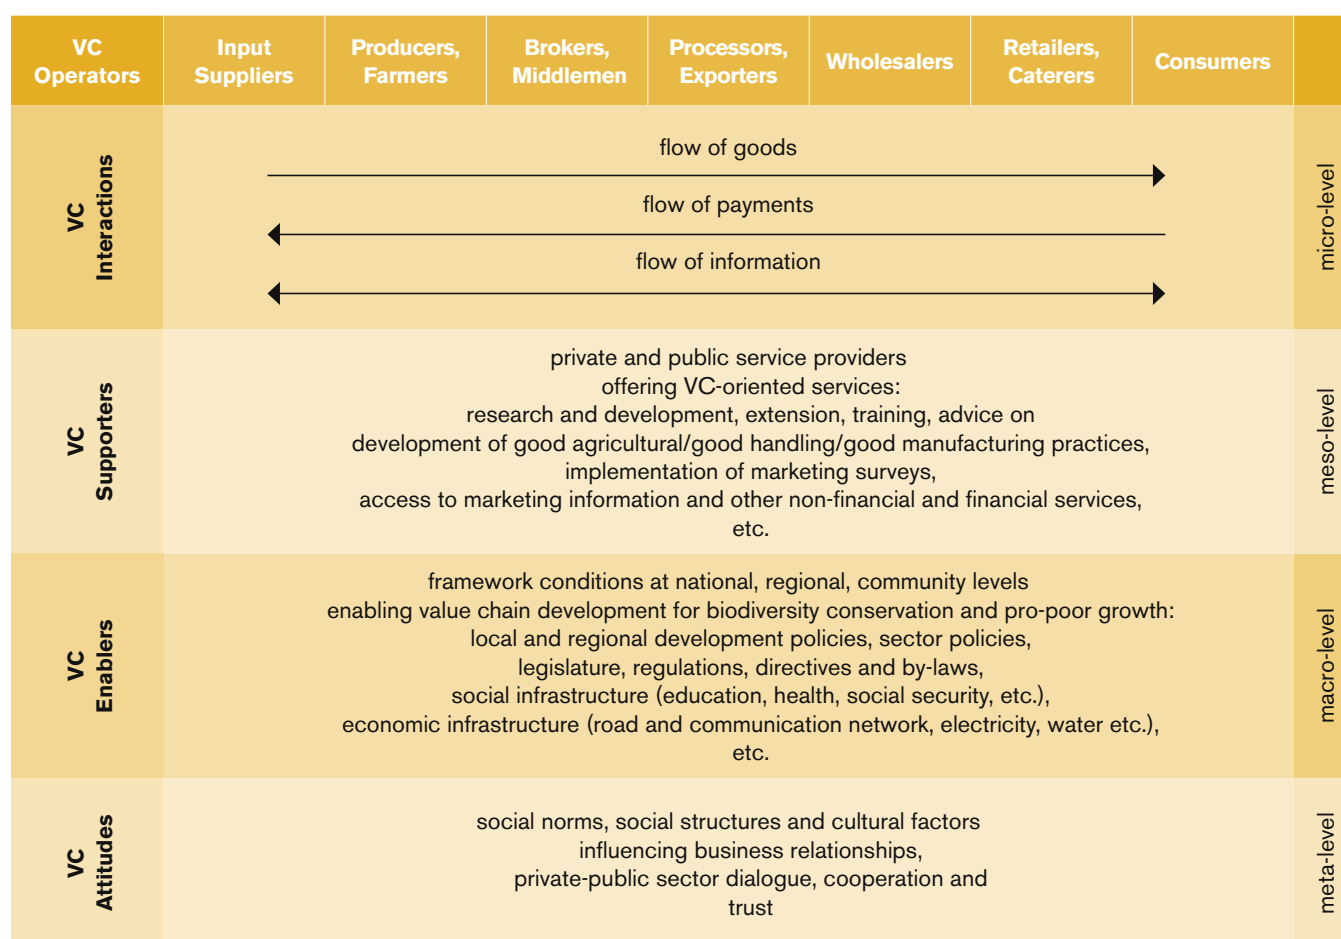 VC
Operators
Input
Suppliers
Producers,
Farmers
Brokers,
Middlemen
Processors,
Exporters
Wholesalers
Retailers,
Caterers
Consumers
VC
Interactions
flow of goods
flow of payments
flow of information
micro-level
VC
Supporters
private and public service providers
offering VC-oriented services:
research and development, extension, training, advice on
development of good agricultural/good handling/good manufacturing practices,
implementation of marketing surveys,
access to marketing information and other non-financial and financial services,
etc.
meso-level
VC
Enablers
framework conditions at national, regional, community levels
enabling value chain development for biodiversity conservation and pro-poor growth:
local and regional development policies, sector policies,
legislature, regulations, directives and by-laws,
social infrastructure (education, health, social security, etc.),
economic infrastructure (road and communication network, electricity, water etc.),
etc.
macro-level
VC
Attitudes
social norms, social structures and cultural factors
influencing business relationships,
private-public sector dialogue, cooperation and
trust
meta-level